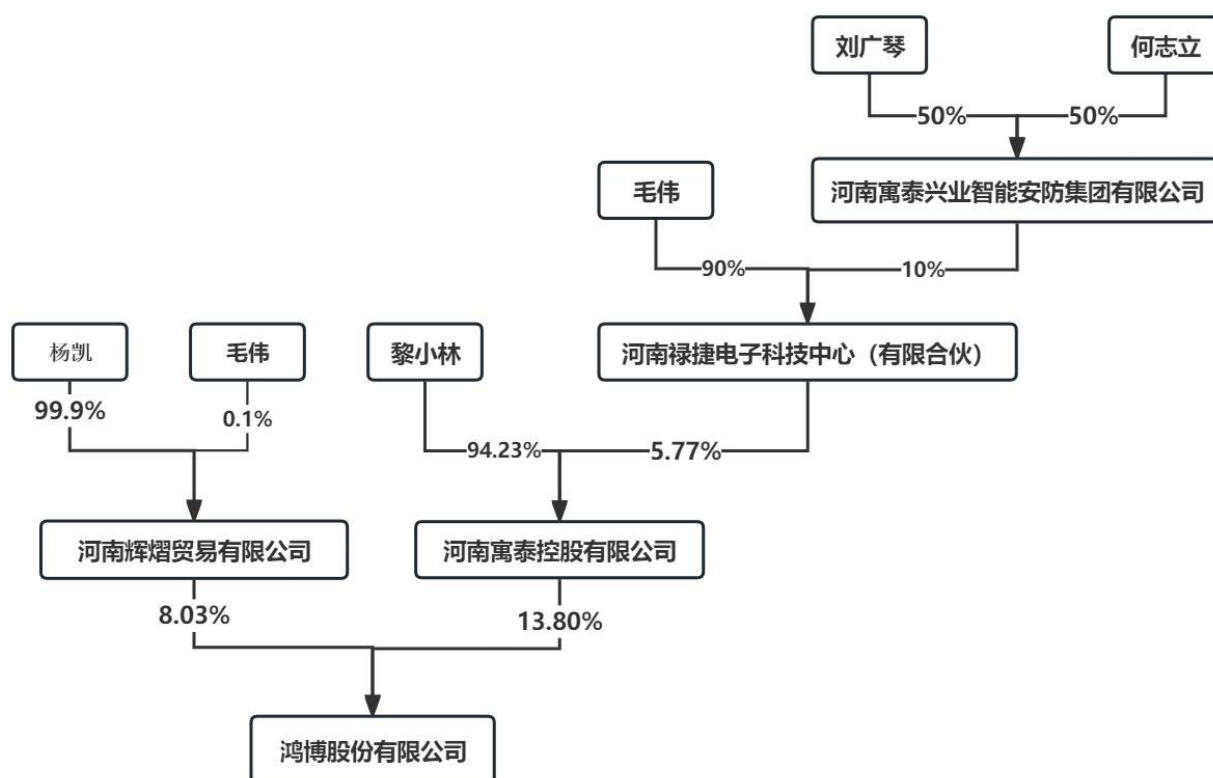 刘广琴
何志立
50%
50%
毛伟
河南寓泰兴业智能安防集团有限公司
90%
10%
杨凯
毛伟
黎小林
河南禄捷电子科技中心（有限合伙）
99.9%
0.1%
94.23%
5.77%
河南辉熠贸易有限公司
河南寓泰控股有限公司
8.03%
13.80%
鸿博股份有限公司